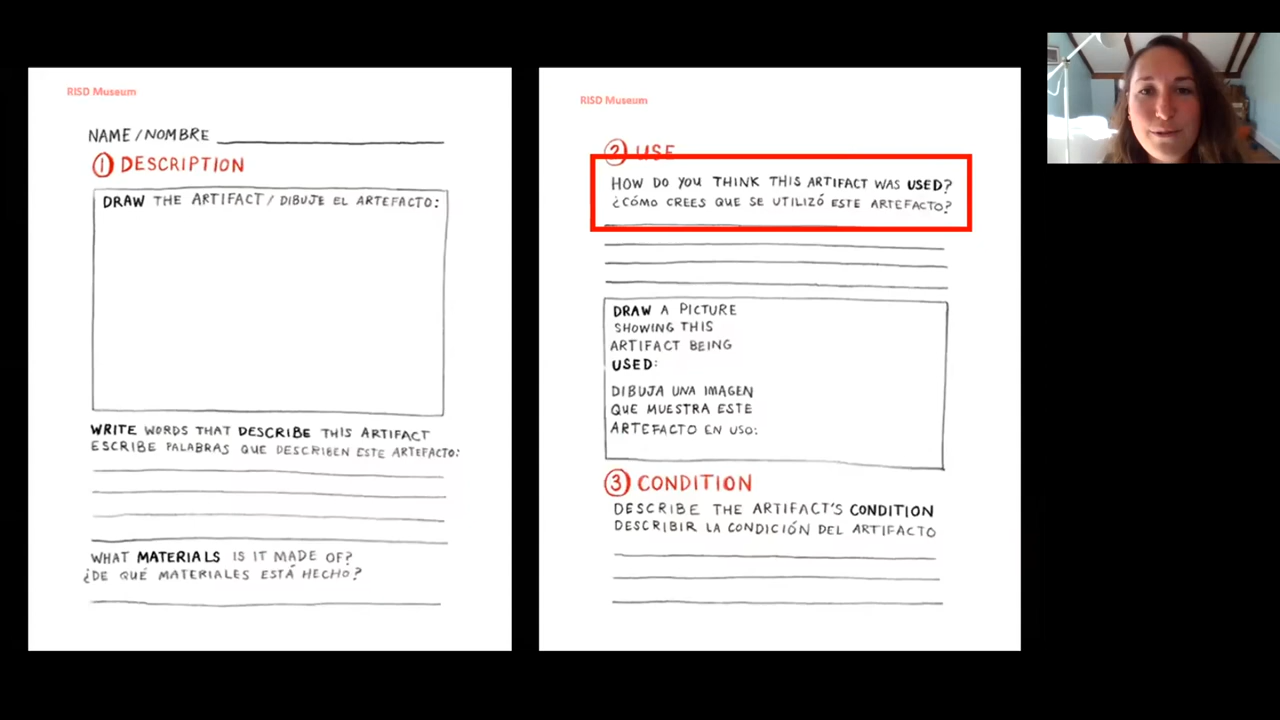 RISD Museum
NAME/NOMBRE
① DESCRIPTION
DRAW THE ARTIFACT/DIBUJE EL ARTEFACTO:
WRITE WORDS THAT DESCRIBE THIS ARTIFACT
ESCRIBE PALABRAS QUE DESCRIBEN ESTE ARTEFACTO:
WHAT MATERIALS IS IT MADE OF?
¿DE QUÉ MATERIALES ESTÁ HECHO?
RISD Museum
② USE
HOW DO YOU THINK THIS ARTIFACT WAS USED?
¿CÓMO CREES QUE SE UTILIZÓ ESTE ARTEFACTO?
DRAW A PICTURE
SHOWING THIS
ARTIFACT BEING
USED:
DIBUJA UNA IMAGEN
QUE MUESTRA ESTE
ARTEFACTO EN USO:
③ CONDITION
DESCRIBE THE ARTIFACT'S CONDITION
DESCRIBIR LA CONDICIÓN DEL ARTIFACTO